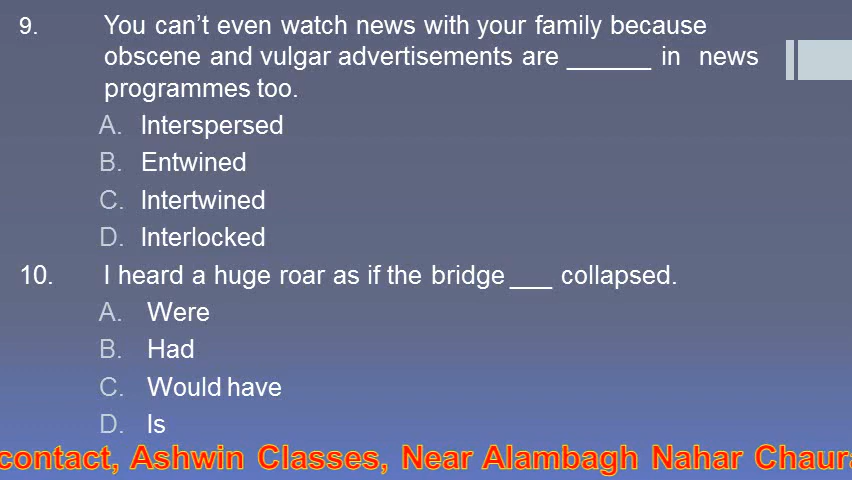 9. You can’t even watch news with your family because
obscene and vulgar advertisements are ______ in news
programmes too.
A. Interspersed
B. Entwined
C. Intertwined
D. Interlocked
10. I heard a huge roar as if the bridge ___ collapsed.
A. Were
B. Had
C. Would have
D. Is
contact, Ashwin Classes, Near Alambagh Nahar